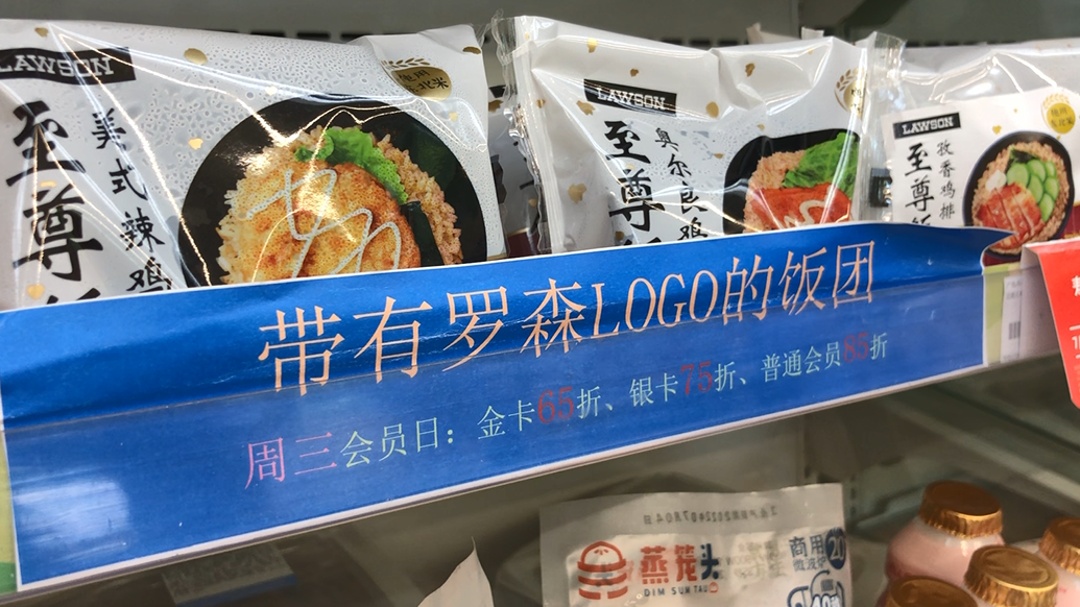 LAWSON
至尊
美式辣鸡
LAWSON
至尊
奥尔良鸡
LAWSON
至尊
孜香鸡排
带有罗森LOGO的饭团
周三会员日：金卡65折、银卡75折、普通会员85折
蒸笼头
DIM SUM TAO
商用